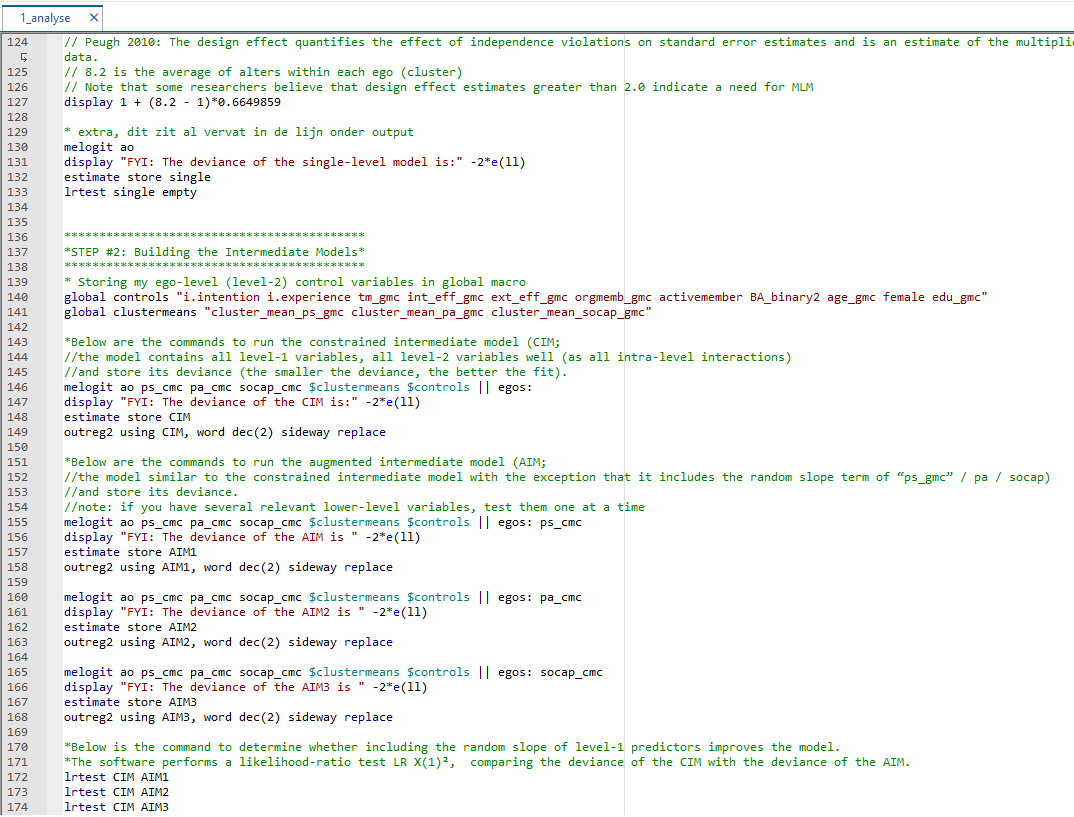 1_analyse ×
124 // Peugh 2010: The design effect quantifies the effect of independence violations on standard error estimates and is an estimate of the
data.
125 // 8.2 is the average of alters within each ego (cluster)
126 // Note that some researchers believe that design effect estimates greater than 2.0 indicate a need for MLM
127 display 1 + (8.2 - 1)*0.6649859
128
129 * extra, dit zit al vervat in de lijn onder output
130 melogit ao
131 display "FYI: The deviance of the single-level model is:" -2*e(ll)
132 estimate store single
133 lrtest single empty
134
135
136 *******************************************
137 *STEP #2: Building the Intermediate Models*
138 *******************************************
139 * Storing my ego-level (level-2) control variables in global macro
140 global controls "i.intention i.experience tm_gmc int_eff_gmc ext_eff_gmc orgmemb_gmc activemember BA_binary2 age_gmc female edu_gmc"
141 global clustermeans "cluster_mean_ps_gmc cluster_mean_pa_gmc cluster_mean_socap_gmc"
142
143 *Below are the commands to run the constrained intermediate model (CIM;
144 //the model contains all level-1 variables, all level-2 variables well (as all intra-level interactions)
145 //and store its deviance (the smaller the deviance, the better the fit).
146 melogit ao ps_cmc pa_cmc socap_cmc $clustermeans $controls || egos:
147 display "FYI: The deviance of the CIM is:" -2*e(ll)
148 estimate store CIM
149 outreg2 using CIM, word dec(2) sideway replace
150
151 *Below are the commands to run the augmented intermediate model (AIM;
152 //the model similar to the constrained intermediate model with the exception that it includes the random slope term of “ps_gmc” / pa / socap)
153 //and store its deviance.
154 //note: if you have several relevant lower-level variables, test them one at a time
155 melogit ao ps_cmc pa_cmc socap_cmc $clustermeans $controls || egos: ps_cmc
156 display "FYI: The deviance of the AIM is " -2*e(ll)
157 estimate store AIM1
158 outreg2 using AIM1, word dec(2) sideway replace
159
160 melogit ao ps_cmc pa_cmc socap_cmc $clustermeans $controls || egos: pa_cmc
161 display "FYI: The deviance of the AIM2 is " -2*e(ll)
162 estimate store AIM2
163 outreg2 using AIM2, word dec(2) sideway replace
164
165 melogit ao ps_cmc pa_cmc socap_cmc $clustermeans $controls || egos: socap_cmc
166 display "FYI: The deviance of the AIM3 is " -2*e(ll)
167 estimate store AIM3
168 outreg2 using AIM3, word dec(2) sideway replace
169
170 *Below is the command to determine whether including the random slope of level-1 predictors improves the model.
171 *The software performs a likelihood-ratio test LR X(1)², comparing the deviance of the CIM with the deviance of the AIM.
172 lrtest CIM AIM1
173 lrtest CIM AIM2
174 lrtest CIM AIM3